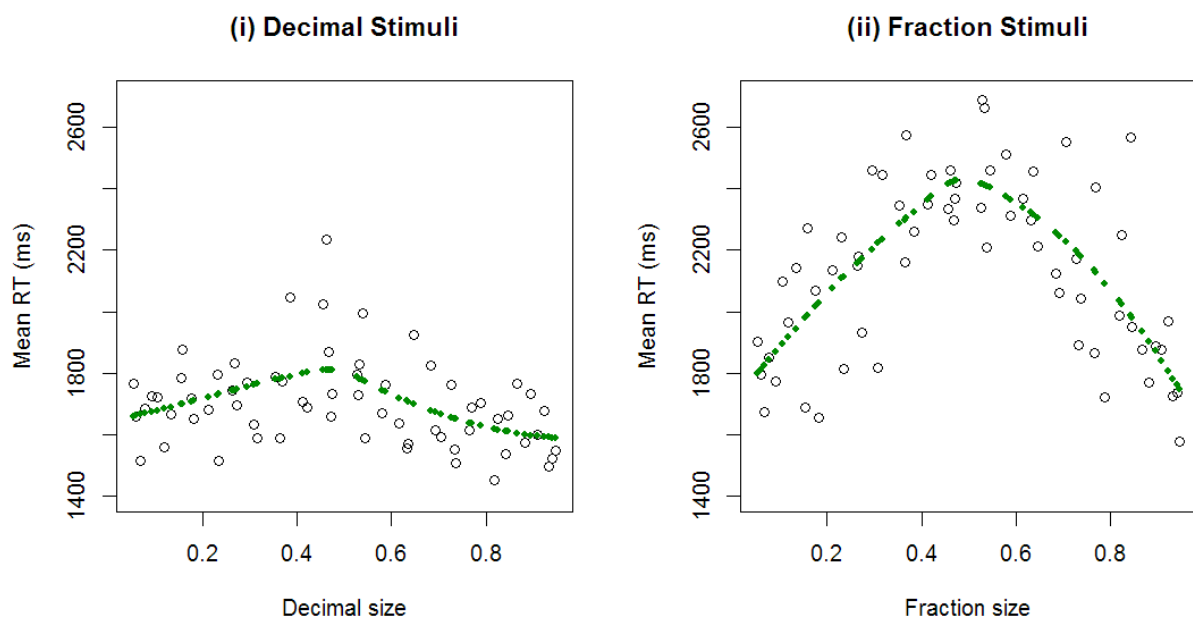 (i) Decimal Stimuli
Mean RT (ms)
2600
2200
1800
1400
0.2
0.4
0.6
0.8
Decimal size
(ii) Fraction Stimuli
Mean RT (ms)
2600
2200
1800
1400
0.2
0.4
0.6
0.8
Fraction size